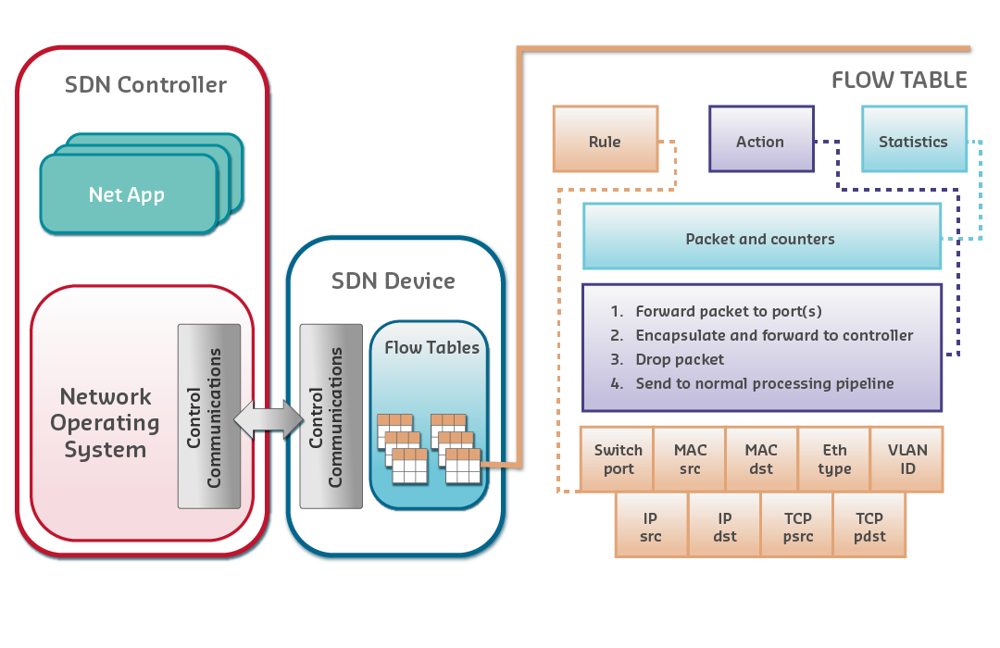 SDN Controller
Net App
Network
Operating
System
Control
Communications
SDN Device
Control
Communications
Flow Tables
FLOW TABLE
Rule
Action
Statistics
Packet and counters
1. Forward packet to port(s)
2. Encapsulate and forward to controller
3. Drop packet
4. Send to normal processing pipeline
Switch
port
MAC
src
MAC
dst
Eth
type
VLAN
ID
IP
src
IP
dst
TCP
psrc
TCP
pdst